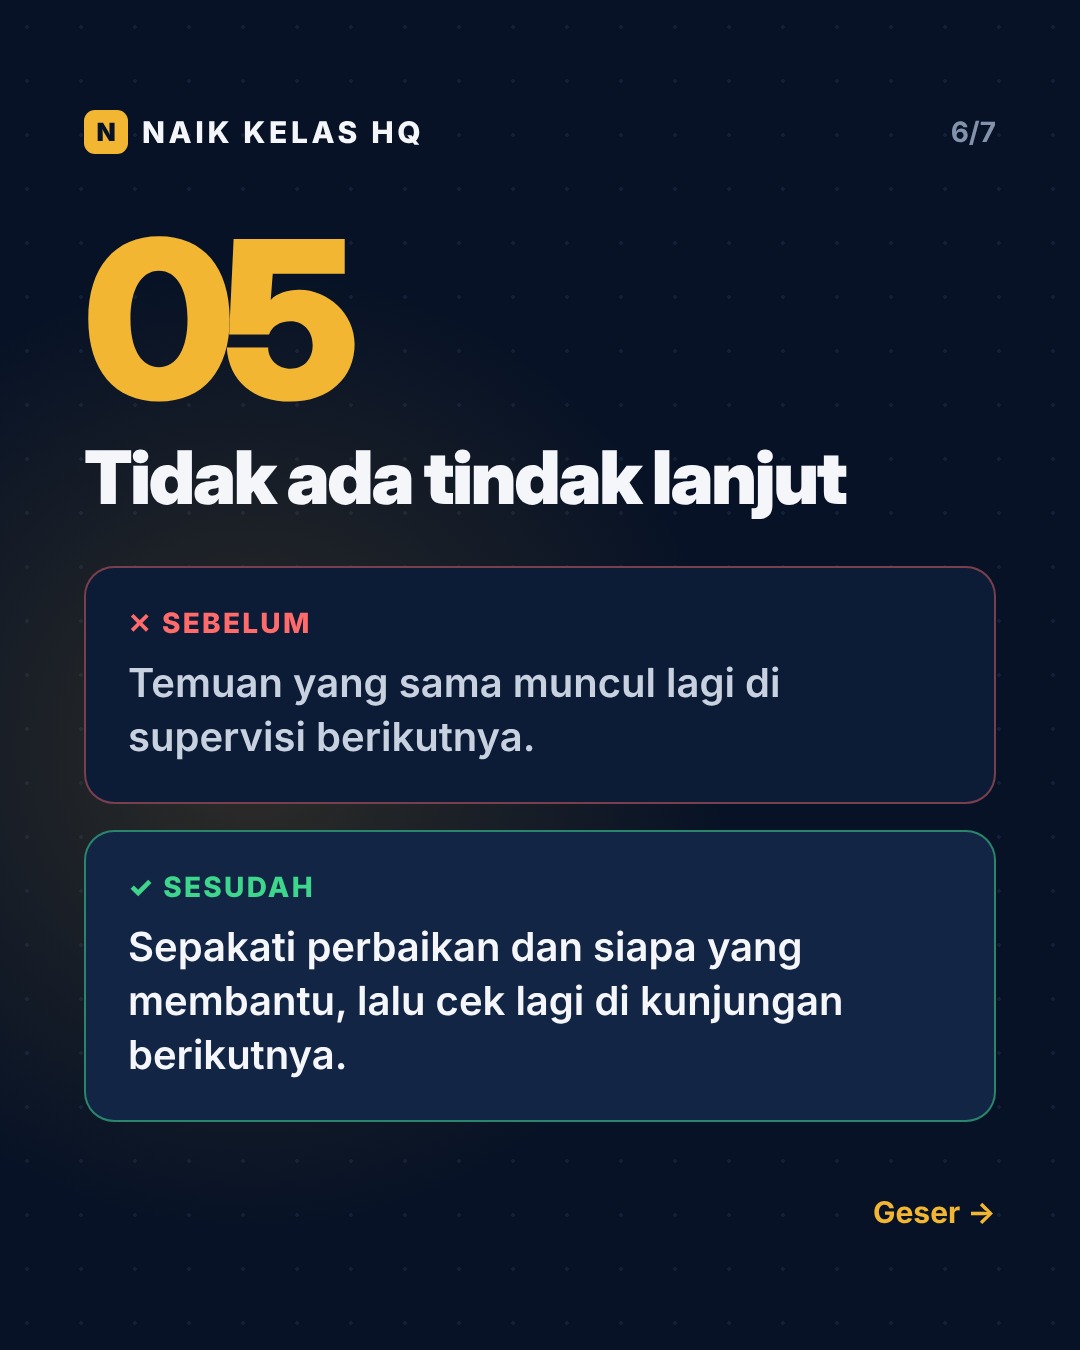 N NAIK KELAS HQ
6/7
05
Tidak ada tindak lanjut
✕ SEBELUM
Temuan yang sama muncul lagi di
supervisi berikutnya.
✓ SESUDAH
Sepakati perbaikan dan siapa yang
membantu, lalu cek lagi di kunjungan
berikutnya.
Geser →